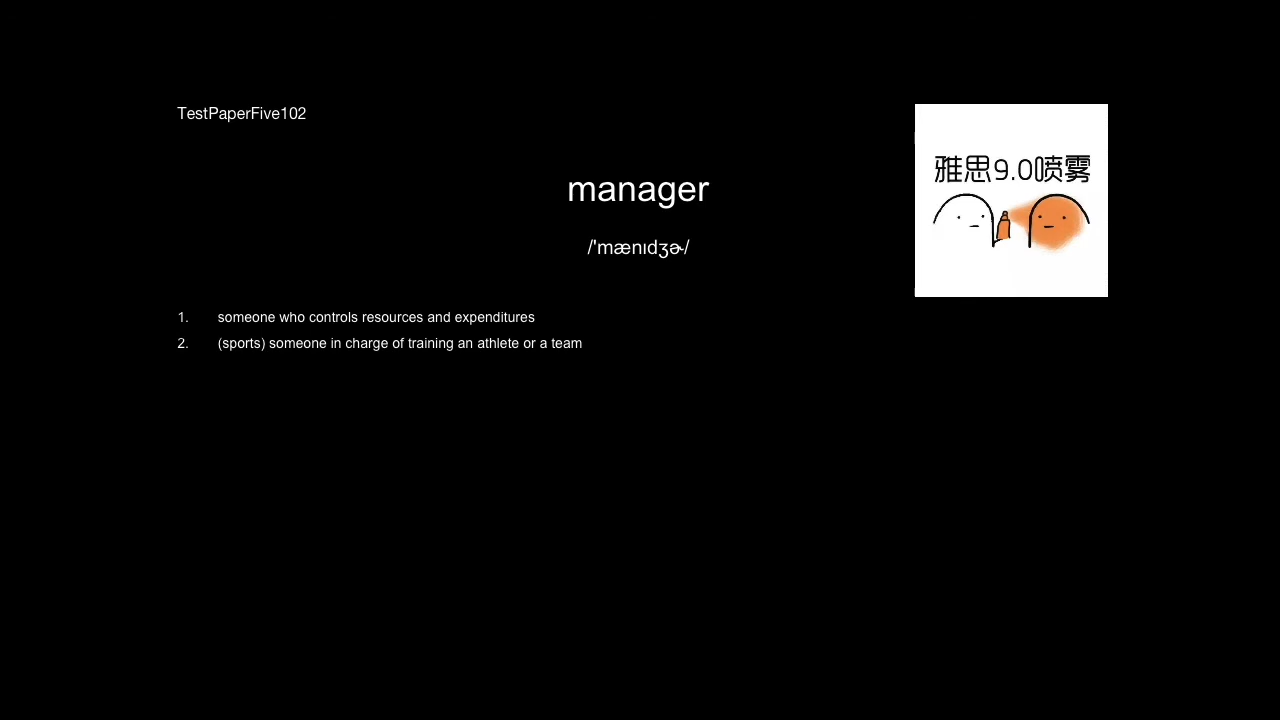 TestPaperFive102
雅思9.0喷雾
manager
/'mænɪdʒɚ/
1. someone who controls resources and expenditures
2. (sports) someone in charge of training an athlete or a team